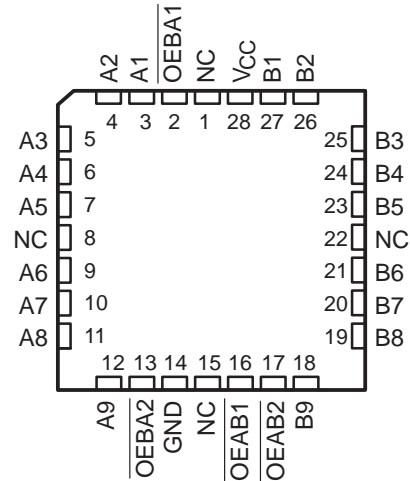 A2 A1 OEBA1 NC VCC B1 B2
4 3 2 1 28 27 26
A3 5 25 B3
A4 6 24 B4
A5 7 23 B5
NC 8 22 NC
A6 9 21 B6
A7 10 20 B7
A8 11 19 B8
12 13 14 15 16 17 18
A9 OEBA2 GND NC OEAB1 OEAB2 B9